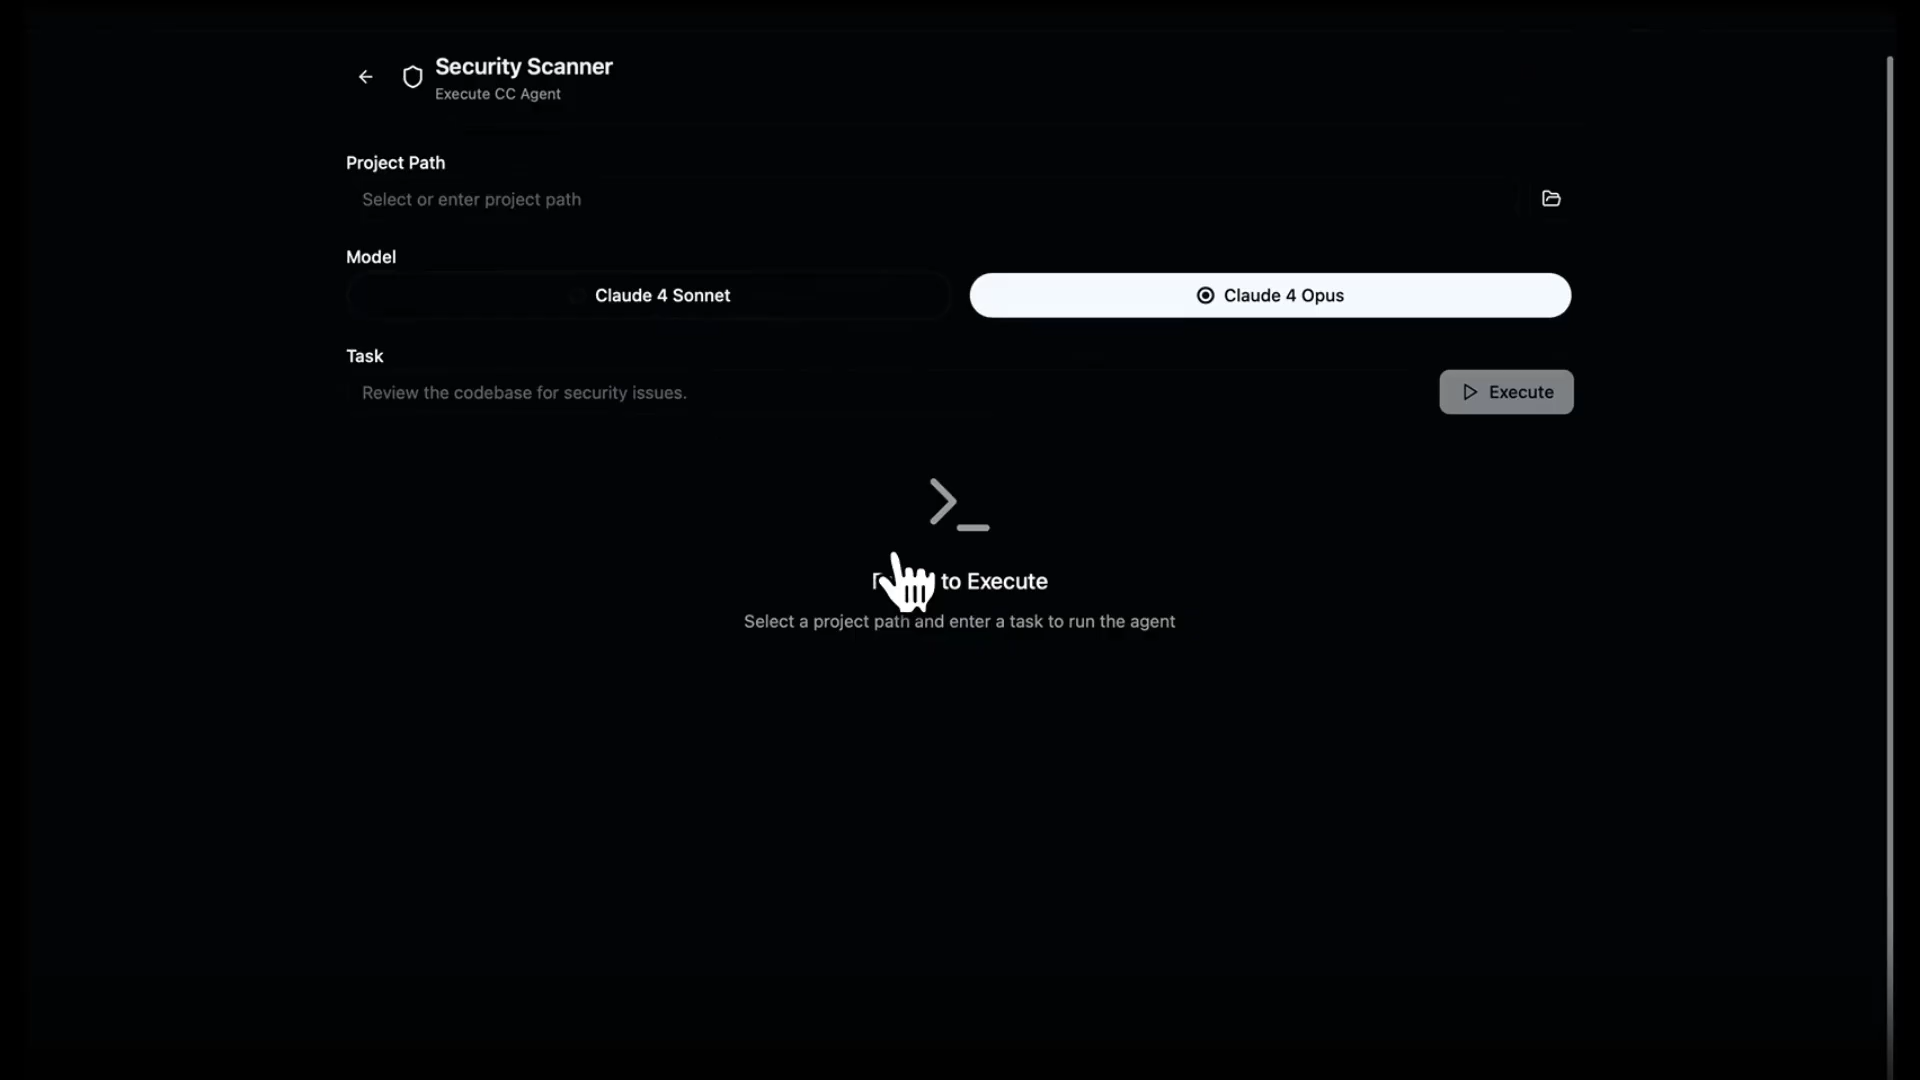 Security Scanner
Execute CC Agent
Project Path
Select or enter project path
Model
Claude 4 Sonnet
Claude 4 Opus
Task
Review the codebase for security issues.
Execute
to Execute
Select a project path and enter a task to run the agent